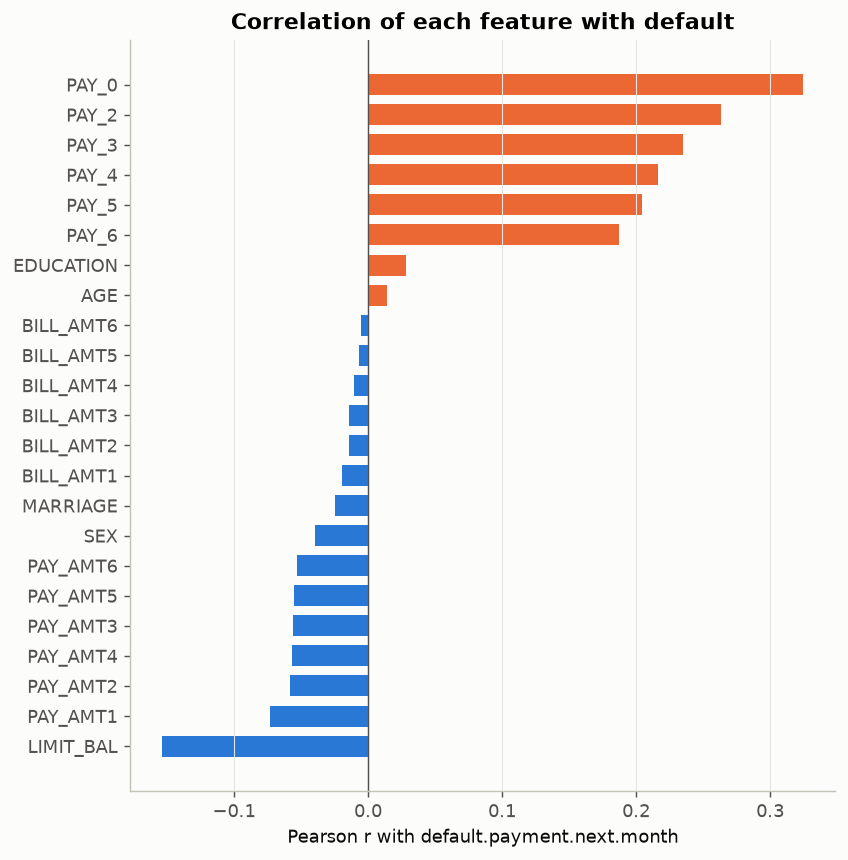 Correlation of each feature with default
PAY_0
PAY_2
PAY_3
PAY_4
PAY_5
PAY_6
EDUCATION
AGE
BILL_AMT6
BILL_AMT5
BILL_AMT4
BILL_AMT3
BILL_AMT2
BILL_AMT1
MARRIAGE
SEX
PAY_AMT6
PAY_AMT5
PAY_AMT3
PAY_AMT4
PAY_AMT2
PAY_AMT1
LIMIT_BAL
−0.1 0.0 0.1 0.2 0.3
Pearson r with default.payment.next.month